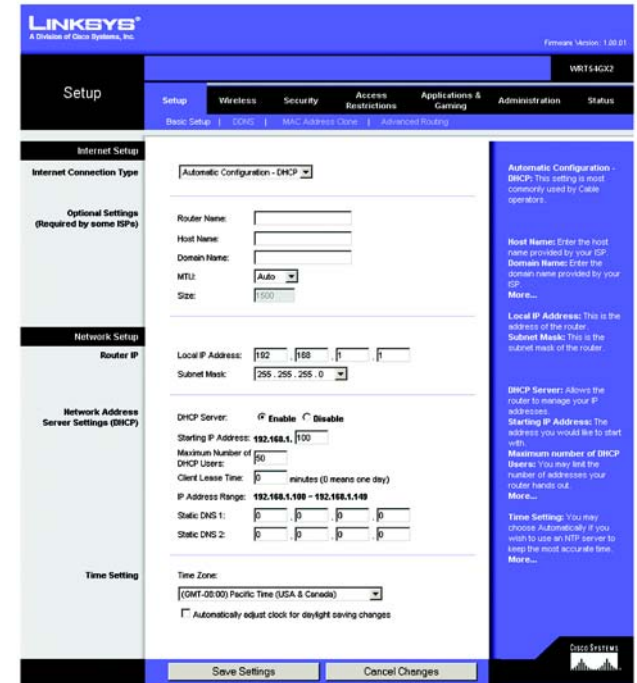 LINKSYS®
A Division of Cisco Systems, Inc.
Firmware Version: 1.00.01
WRT54GX2
Setup
Setup Wireless Security Access Restrictions Applications & Gaming Administration Status
Basic Setup | DDNS | MAC Address Clone | Advanced Routing
Internet Setup
Internet Connection Type
Automatic Configuration - DHCP
Optional Settings
(Required by some ISPs)
Router Name:
Host Name:
Domain Name:
MTU: Auto
Size: 1500
Network Setup
Router IP
Local IP Address: 192 . 168 . 1 . 1
Subnet Mask: 255 . 255 . 255 . 0
Network Address
Server Settings (DHCP)
DHCP Server: Enable Disable
Starting IP Address: 192.168.1. 100
Maximum Number of
DHCP Users: 50
Client Lease Time: 0 minutes (0 means one day)
IP Address Range: 192.168.1.100 ~ 192.168.1.149
Static DNS 1: 0 . 0 . 0 . 0
Static DNS 2: 0 . 0 . 0 . 0
Time Setting
Time Zone:
(GMT-08:00) Pacific Time (USA & Canada)
Automatically adjust clock for daylight saving changes
Automatic Configuration -
DHCP: This setting is most
commonly used by Cable
operators.
Host Name: Enter the host
name provided by your ISP.
Domain Name: Enter the
domain name provided by your
ISP.
More...
Local IP Address: This is the
address of the router.
Subnet Mask: This is the
subnet mask of the router.
DHCP Server: Allows the
router to manage your IP
addresses.
Starting IP Address: The
address you would like to start
with.
Maximum number of DHCP
Users: You may limit the
number of addresses your
router hands out.
More...
Time Setting: You may
choose Automatically if you
wish to use an NTP server to
keep the most accurate time.
More...
Save Settings Cancel Changes
CISCO SYSTEMS